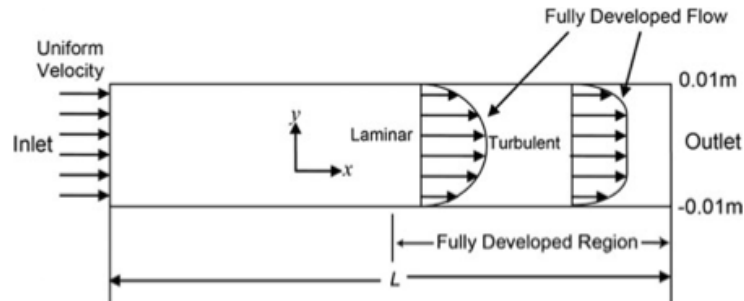 Fully Developed Flow
Uniform
Velocity
0.01m
Inlet
y
x
Laminar
Turbulent
Outlet
-0.01m
Fully Developed Region
L